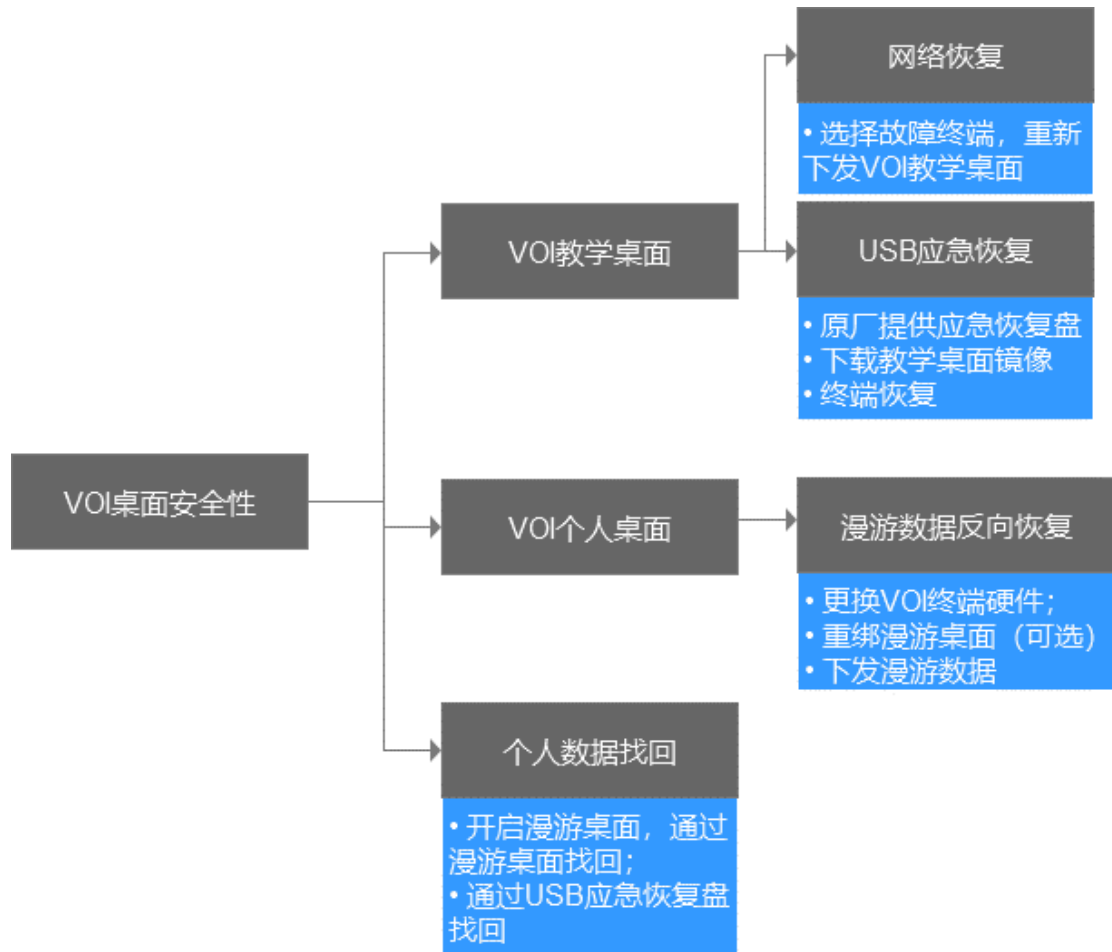 网络恢复
• 选择故障终端，重新
下发VOI教学桌面
VOI教学桌面
USB应急恢复
• 原厂提供应急恢复盘
• 下载教学桌面镜像
• 终端恢复
VOI桌面安全性
VOI个人桌面
漫游数据反向恢复
• 更换VOI终端硬件；
• 重绑漫游桌面（可选）
• 下发漫游数据
个人数据找回
• 开启漫游桌面，通过
漫游桌面找回；
• 通过USB应急恢复盘
找回